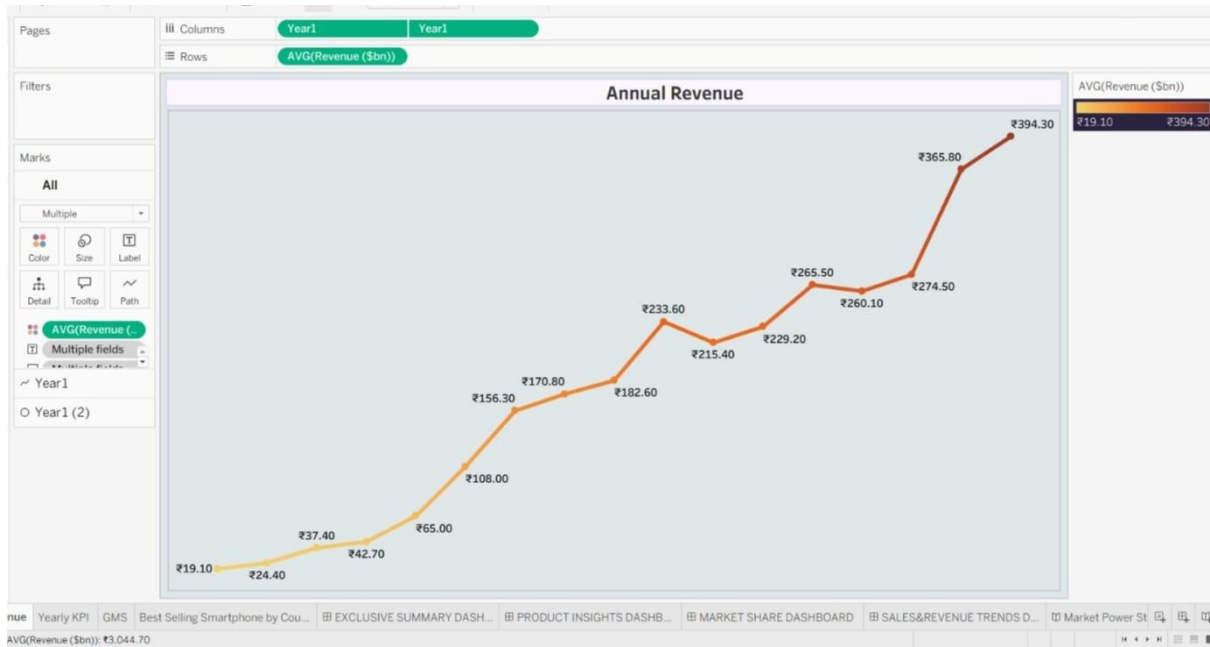 Pages
Columns
Year1 Year1
Rows
AVG(Revenue ($bn))
Filters
Marks
All
Multiple
Color Size Label
Detail Tooltip Path
AVG(Revenue (..
Multiple fields
Year1
Year1 (2)
Annual Revenue
₹394.30
₹365.80
₹274.50
₹265.50
₹260.10
₹233.60
₹229.20
₹215.40
₹182.60
₹170.80
₹156.30
₹108.00
₹65.00
₹37.40
₹42.70
₹19.10
₹24.40
AVG(Revenue ($bn))
₹19.10 ₹394.30
nue Yearly KPI GMS Best Selling Smartphone by Cou... EXCLUSIVE SUMMARY DASH... PRODUCT INSIGHTS DASHB... MARKET SHARE DASHBOARD SALES&REVENUE TRENDS D... Market Power St
AVG(Revenue ($bn)): ₹3,044.70